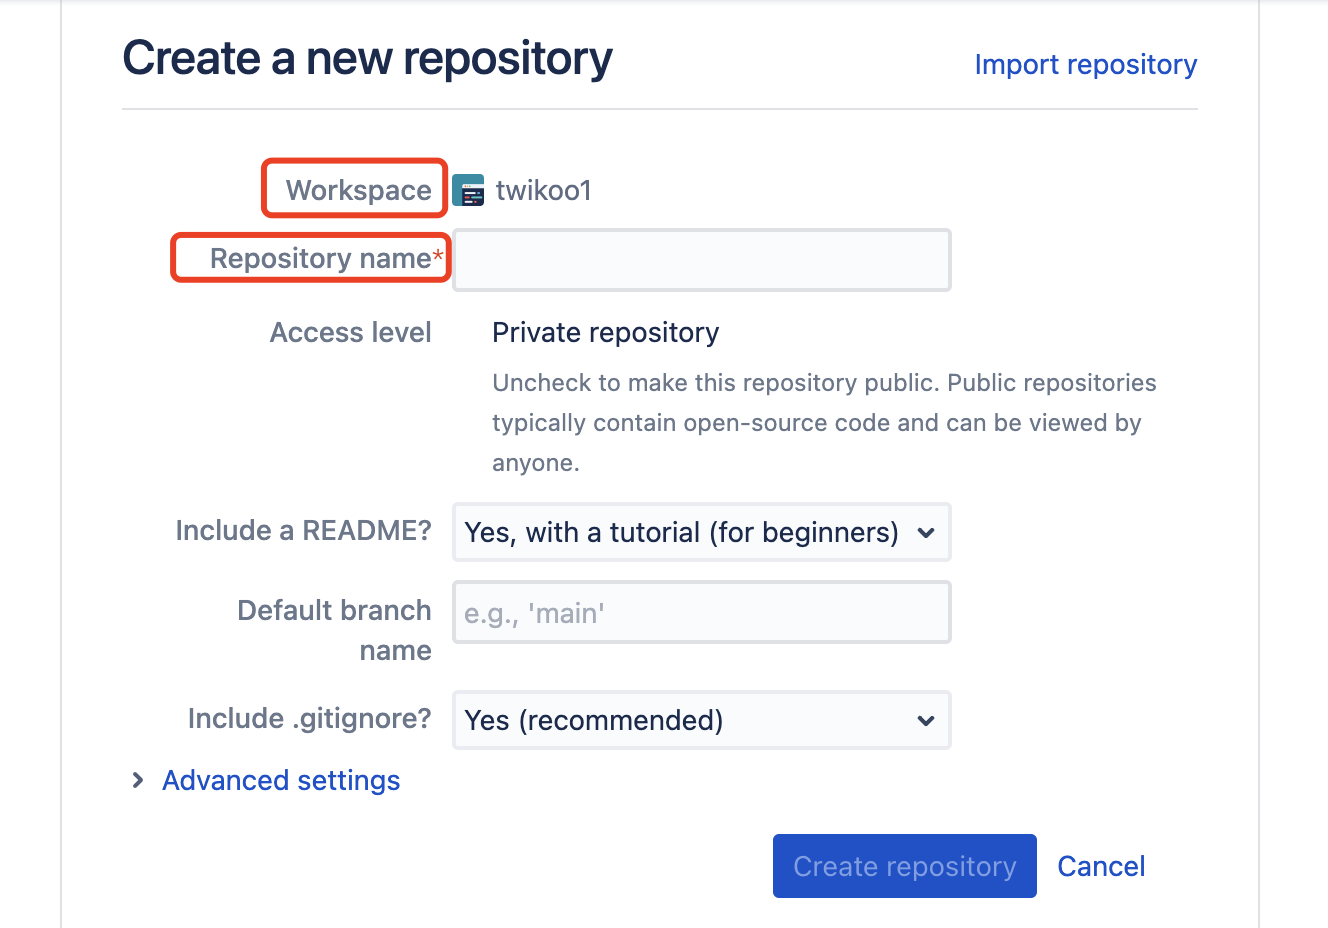 Create a new repository
Import repository
Workspace twikoo1
Repository name*
Access level Private repository
Uncheck to make this repository public. Public repositories
typically contain open-source code and can be viewed by
anyone.
Include a README? Yes, with a tutorial (for beginners)
Default branch
name
e.g., 'main'
Include .gitignore? Yes (recommended)
Advanced settings
Create repository Cancel